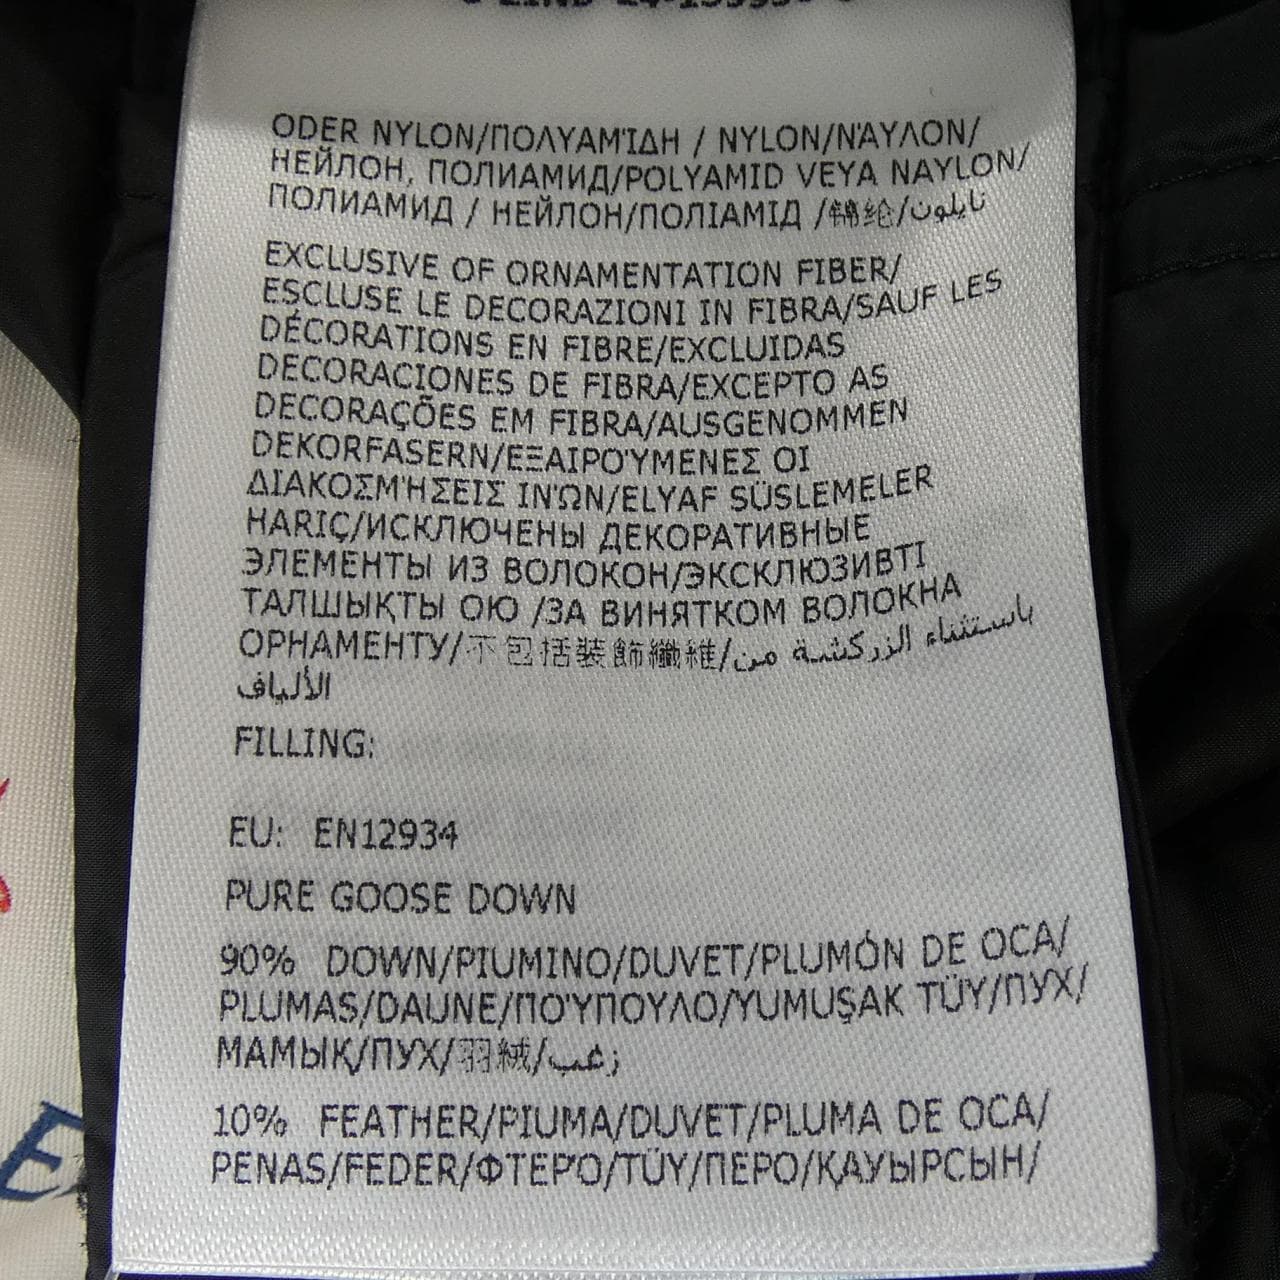 ODER NYLON/ΠΟΛΥΑΜΊΔΗ / NYLON/ΝΆΥΛΟΝ/
НЕЙЛОН, ПОЛИАМИД/POLYAMID VEYA NAYLON/
ПОЛИАМИД / НЕЙЛОН/ПОЛІАМІД /锦纶/نايلون
EXCLUSIVE OF ORNAMENTATION FIBER/
ESCLUSE LE DECORAZIONI IN FIBRA/SAUF LES
DÉCORATIONS EN FIBRE/EXCLUIDAS
DECORACIONES DE FIBRA/EXCEPTO AS
DECORAÇÕES EM FIBRA/AUSGENOMMEN
DEKORFASERN/ΕΞΑΙΡΟΎΜΕΝΕΣ ΟΙ
ΔΙΑΚΟΣΜΉΣΕΙΣ ΙΝΏΝ/ELYAF SÜSLEMELER
HARIÇ/ИСКЛЮЧЕНЫ ДЕКОРАТИВНЫЕ
ЭЛЕМЕНТЫ ИЗ ВОЛОКОН/ЭКСКЛЮЗИВТІ
ТАЛШЫҚТЫ ОЮ /ЗА ВИНЯТКОМ ВОЛОКНА
ОРНАМЕНТУ/不包括裝飾纖維/باستثناء الزركشة من
الألياف
FILLING:
EU: EN12934
PURE GOOSE DOWN
90% DOWN/PIUMINO/DUVET/PLUMÓN DE OCA/
PLUMAS/DAUNE/ΠΟΎΠΟΥΛΟ/YUMUŞAK TÜY/ПУХ/
МАМЫҚ/ПУХ/羽絨/زغب
10% FEATHER/PIUMA/DUVET/PLUMA DE OCA/
PENAS/FEDER/ΦΤΕΡΌ/TÜY/ПЕРО/ҚАУЫРСЫН/